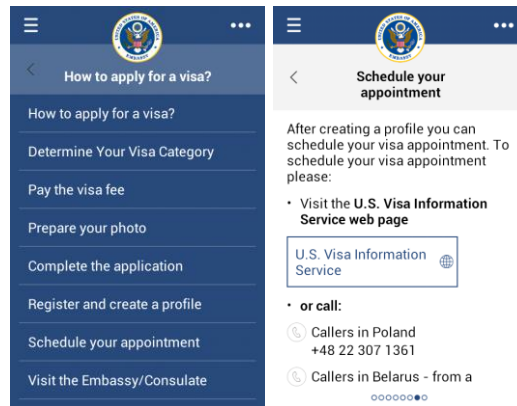 How to apply for a visa?
How to apply for a visa?
Determine Your Visa Category
Pay the visa fee
Prepare your photo
Complete the application
Register and create a profile
Schedule your appointment
Visit the Embassy/Consulate
Schedule your
appointment
After creating a profile you can
schedule your visa appointment. To
schedule your visa appointment
please:
• Visit the U.S. Visa Information
Service web page
U.S. Visa Information
Service
• or call:
Callers in Poland
+48 22 307 1361
Callers in Belarus - from a